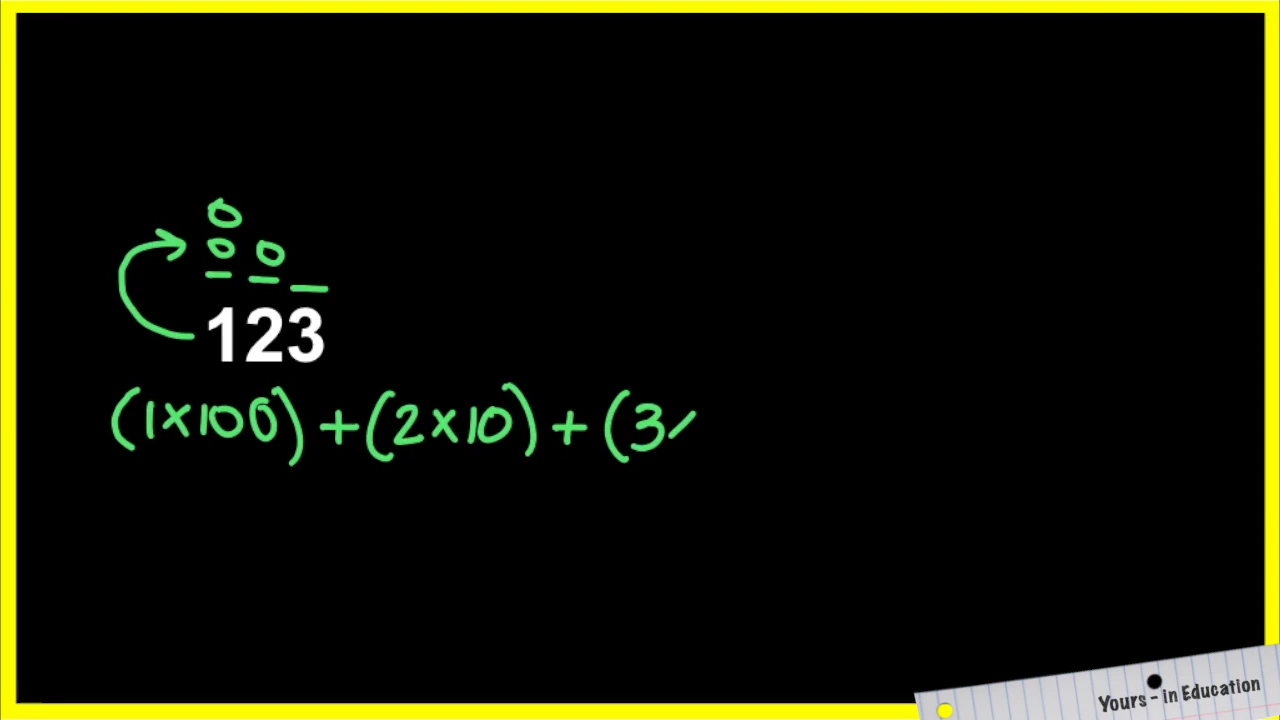 0
0 0
123
(1×100) + (2×10) + (3
Yours - in Education